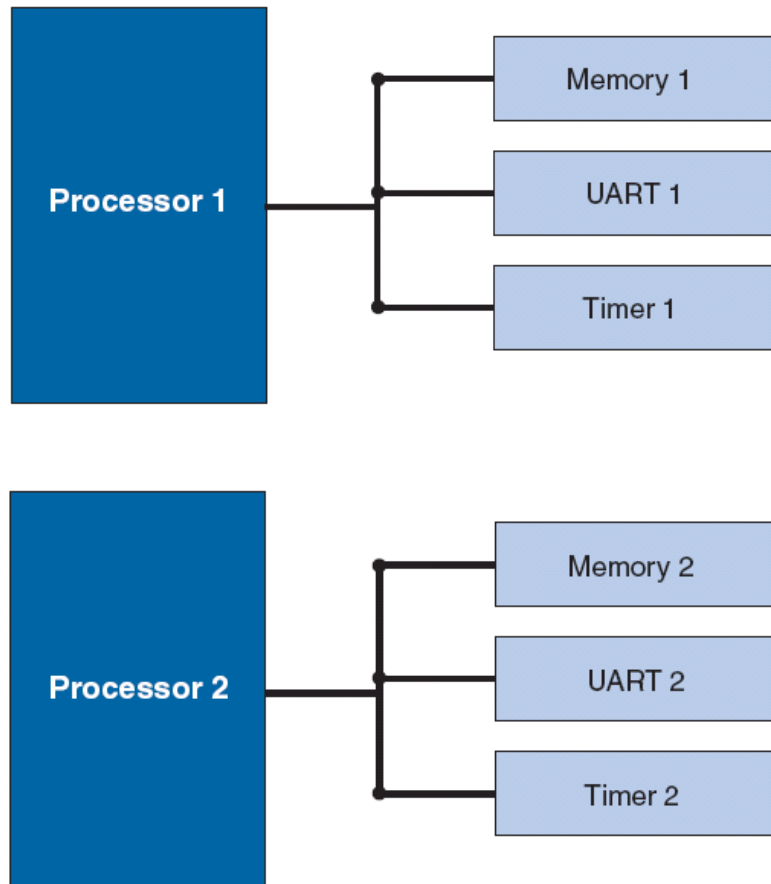 Processor 1
Memory 1
UART 1
Timer 1
Processor 2
Memory 2
UART 2
Timer 2